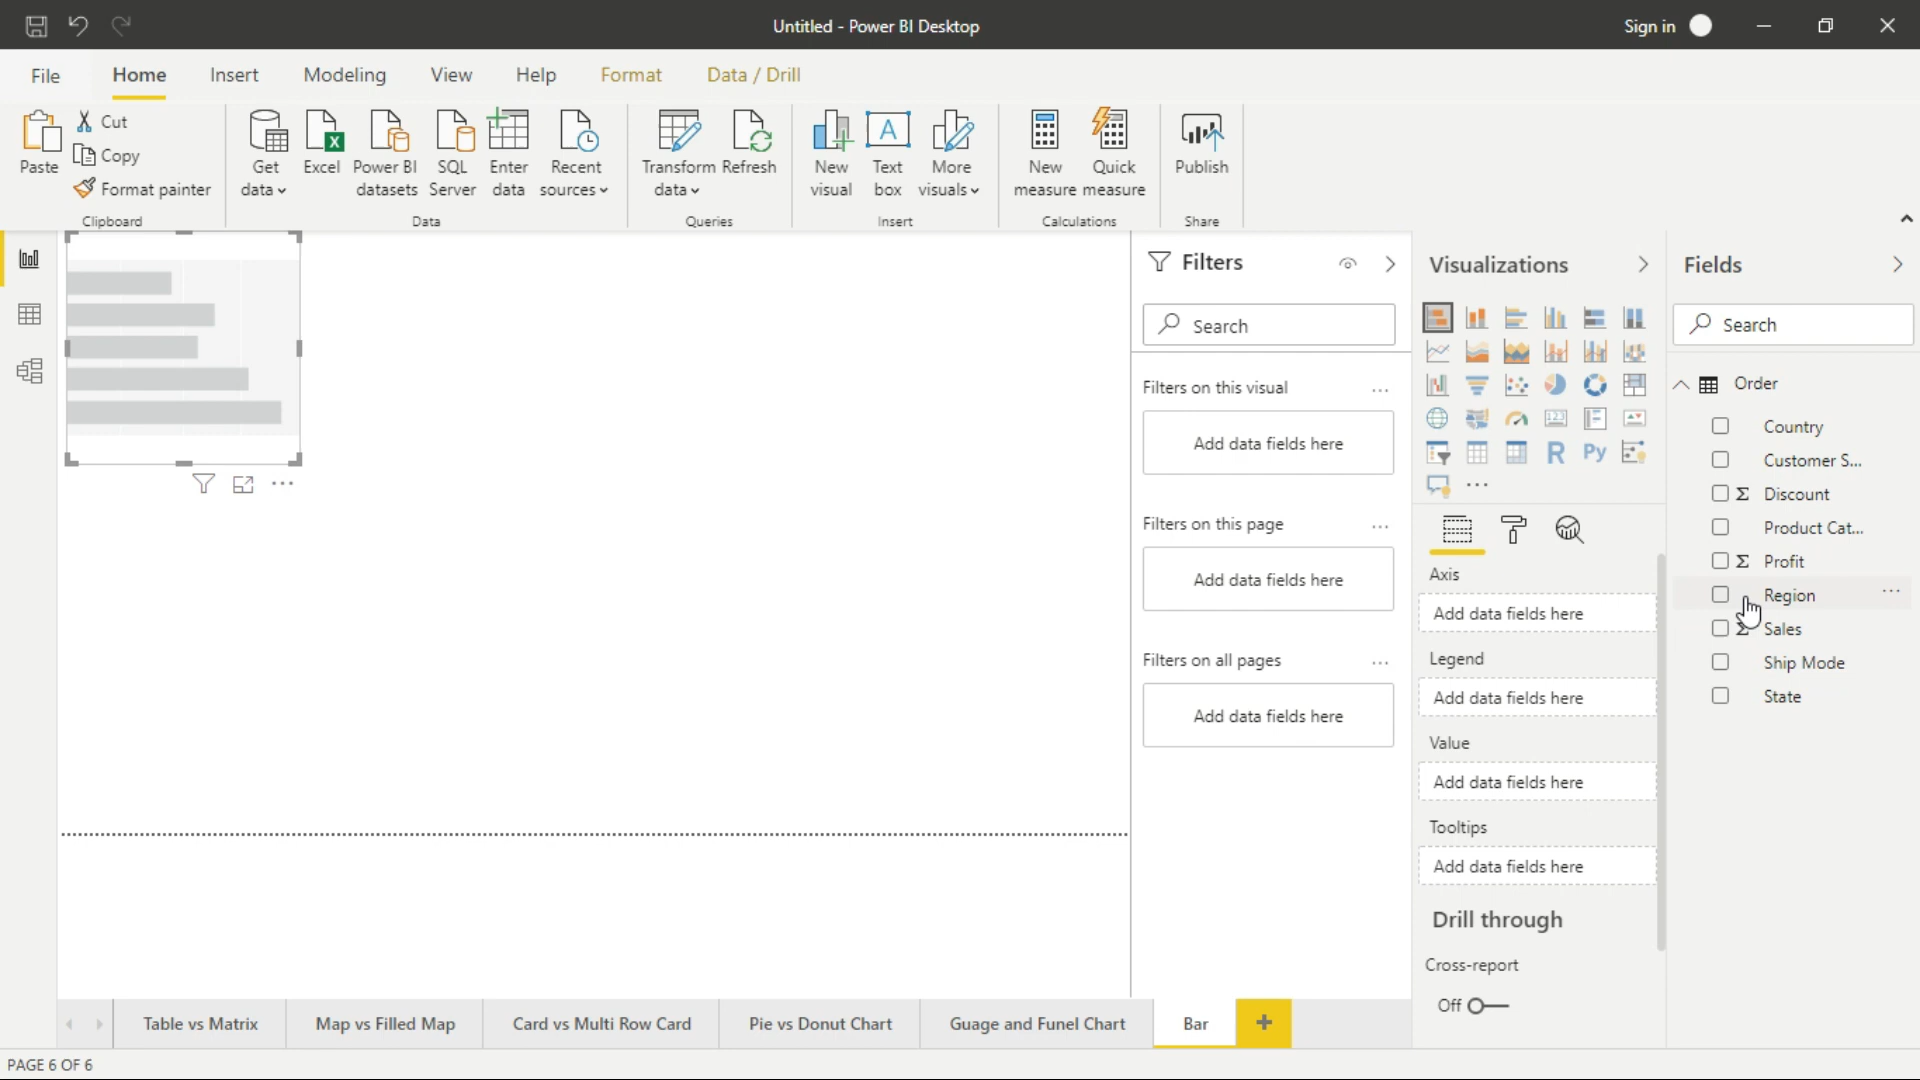 Untitled - Power BI Desktop
Sign in
File
Home
Insert
Modeling
View
Help
Format
Data / Drill
Paste
Cut
Copy
Format painter
Clipboard
Get
data
Excel
Power BI
datasets
SQL
Server
Enter
data
Recent
sources
Data
Transform
data
Refresh
Queries
New
visual
Text
box
More
visuals
Insert
New
measure
Quick
measure
Calculations
Publish
Share
Filters
Search
Filters on this visual
Add data fields here
Filters on this page
Add data fields here
Filters on all pages
Add data fields here
Visualizations
R
Py
Axis
Add data fields here
Legend
Add data fields here
Value
Add data fields here
Tooltips
Add data fields here
Drill through
Cross-report
Off
Fields
Search
Order
Country
Customer S...
Σ Discount
Product Cat...
Σ Profit
Region
Σ Sales
Ship Mode
State
Table vs Matrix
Map vs Filled Map
Card vs Multi Row Card
Pie vs Donut Chart
Guage and Funel Chart
Bar
PAGE 6 OF 6